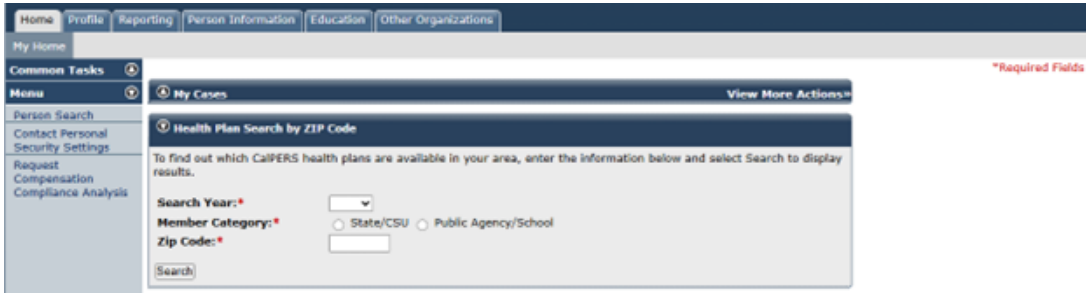 Home Profile Reporting Person Information Education Other Organizations
My Home
*Required Fields
Common Tasks
Menu
Person Search
Contact Personal
Security Settings
Request
Compensation
Compliance Analysis
My Cases View More Actions»
Health Plan Search by ZIP Code
To find out which CalPERS health plans are available in your area, enter the information below and select Search to display
results.
Search Year:*
Member Category:* State/CSU Public Agency/School
Zip Code:*
Search